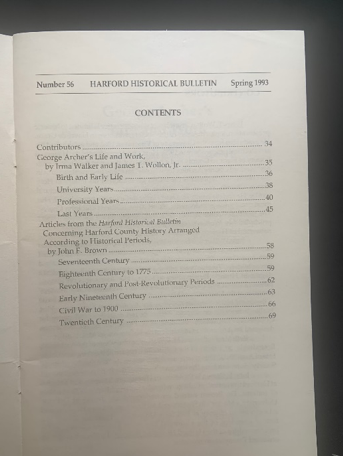 Number 56 HARFORD HISTORICAL BULLETIN Spring 1993
CONTENTS
Contributors ........ 34
George Archer's Life and Work,
by Irma Walker and James T. Wollon, Jr. ........ 35
Birth and Early Life ........ 36
University Years ........ 38
Professional Years ........ 40
Last Years ........ 45
Articles from the Harford Historical Bulletin
Concerning Harford County History Arranged
According to Historical Periods,
by John F. Brown ........ 58
Seventeenth Century ........ 59
Eighteenth Century to 1775 ........ 59
Revolutionary and Post-Revolutionary Periods ........ 62
Early Nineteenth Century ........ 63
Civil War to 1900 ........ 66
Twentieth Century ........ 69